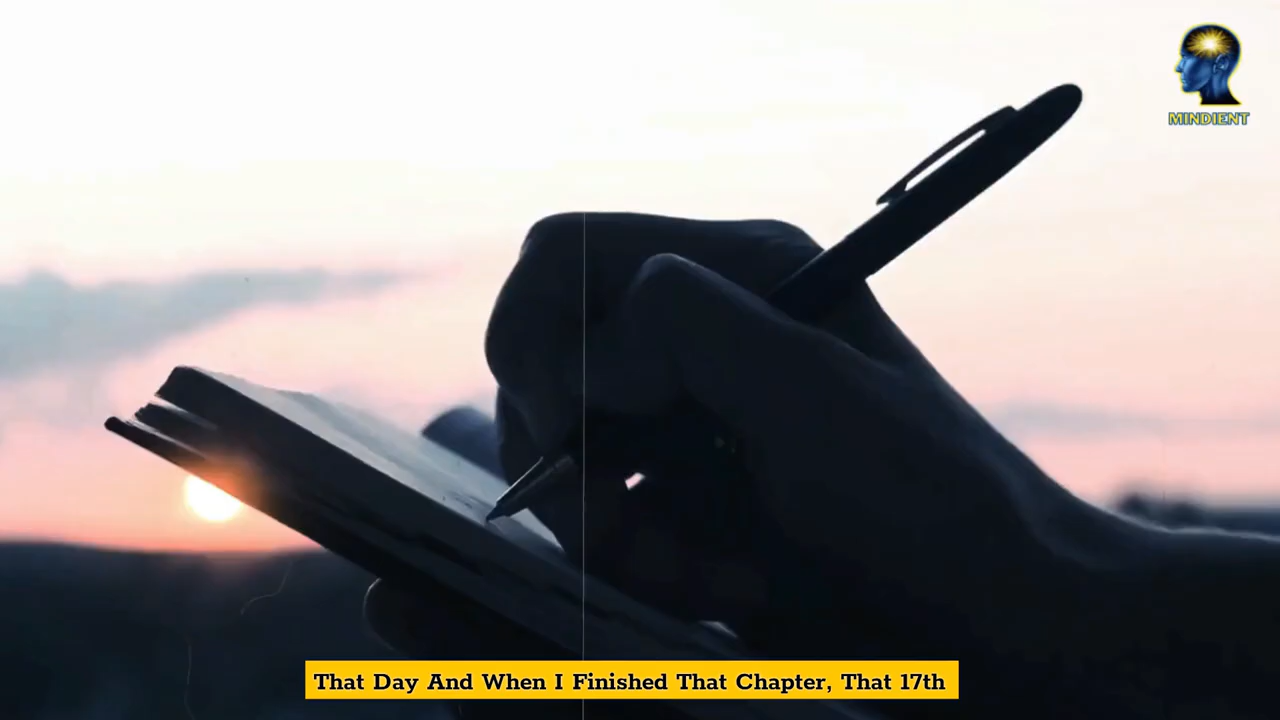 MINDIENT
That Day And When I Finished That Chapter, That 17th